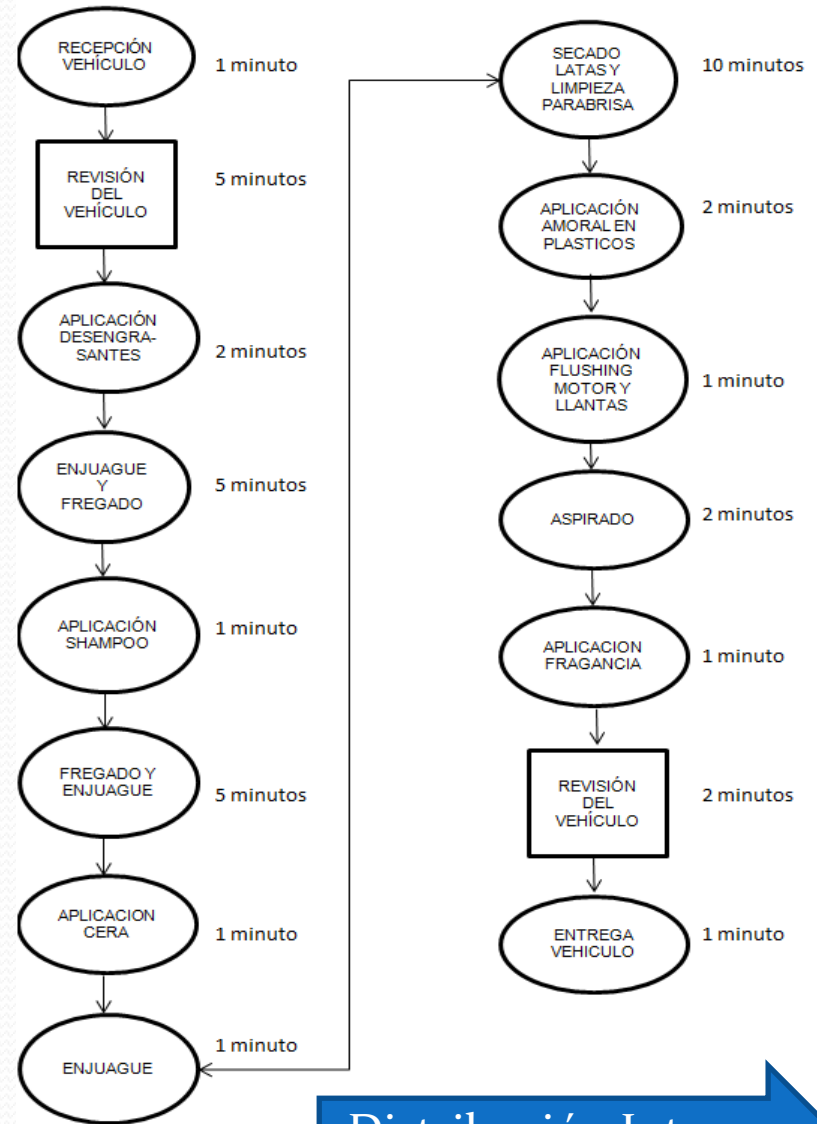 RECEPCIÓN
VEHÍCULO
1 minuto
REVISIÓN
DEL
VEHÍCULO
5 minutos
APLICACIÓN
DESENGRA-
SANTES
2 minutos
ENJUAGUE
Y
FREGADO
5 minutos
APLICACIÓN
SHAMPOO
1 minuto
FREGADO Y
ENJUAGUE
5 minutos
APLICACION
CERA
1 minuto
ENJUAGUE
1 minuto
SECADO
LATAS Y
LIMPIEZA
PARABRISA
10 minutos
APLICACIÓN
AMORAL EN
PLASTICOS
2 minutos
APLICACIÓN
FLUSHING
MOTOR Y
LLANTAS
1 minuto
ASPIRADO
2 minutos
APLICACION
FRAGANCIA
1 minuto
REVISIÓN
DEL
VEHÍCULO
2 minutos
ENTREGA
VEHICULO
1 minuto